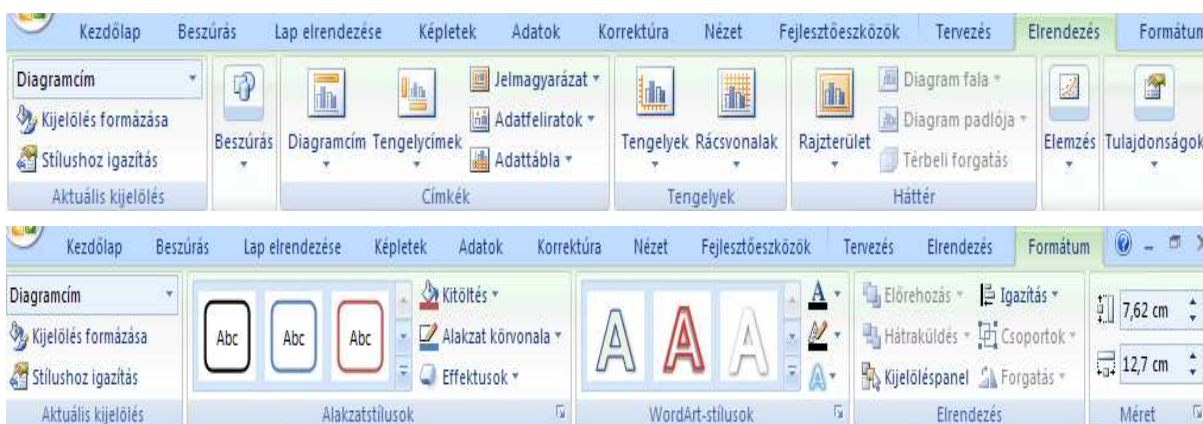 Kezdőlap Beszúrás Lap elrendezése Képletek Adatok Korrektúra Nézet Fejlesztőeszközök Tervezés Elrendezés Formátum
Diagramcím Jelmagyarázat Diagram fala
Kijelölés formázása Adatfeliratok Diagram padlója
Beszúrás Diagramcím Tengelycímek Tengelyek Rácsvonalak Rajzterület Elemzés Tulajdonságok
Stílushoz igazítás Adattábla Térbeli forgatás
Aktuális kijelölés Címkék Tengelyek Háttér
Kezdőlap Beszúrás Lap elrendezése Képletek Adatok Korrektúra Nézet Fejlesztőeszközök Tervezés Elrendezés Formátum
Diagramcím Kitöltés A Előrehozás Igazítás 7,62 cm
Kijelölés formázása Abc Abc Abc Alakzat körvonala A A A Hátraküldés Csoportok
Stílushoz igazítás Effektusok A Kijelöléspanel Forgatás 12,7 cm
Aktuális kijelölés Alakzatstílusok WordArt-stílusok Elrendezés Méret